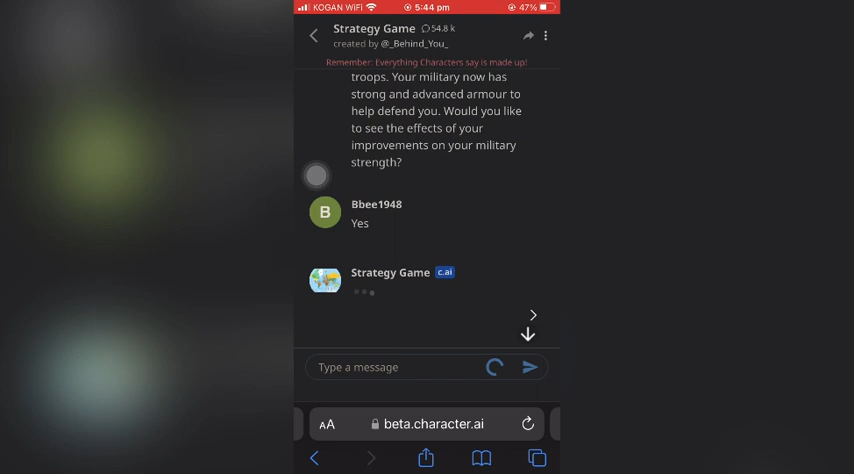 KOGAN WiFi 5:44 pm 47%
Strategy Game 54.8 k
created by @_Behind_You_
Remember: Everything Characters say is made up!
troops. Your military now has
strong and advanced armour to
help defend you. Would you like
to see the effects of your
improvements on your military
strength?
B Bbee1948
Yes
Strategy Game c.ai
Type a message
AA beta.character.ai